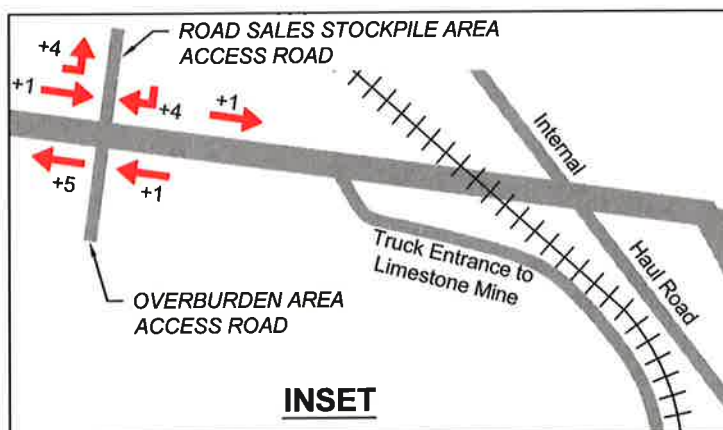 ROAD SALES STOCKPILE AREA
ACCESS ROAD
+4
+1
+4
+1
+5
+1
Internal
Haul Road
Truck Entrance to
Limestone Mine
OVERBURDEN AREA
ACCESS ROAD
INSET